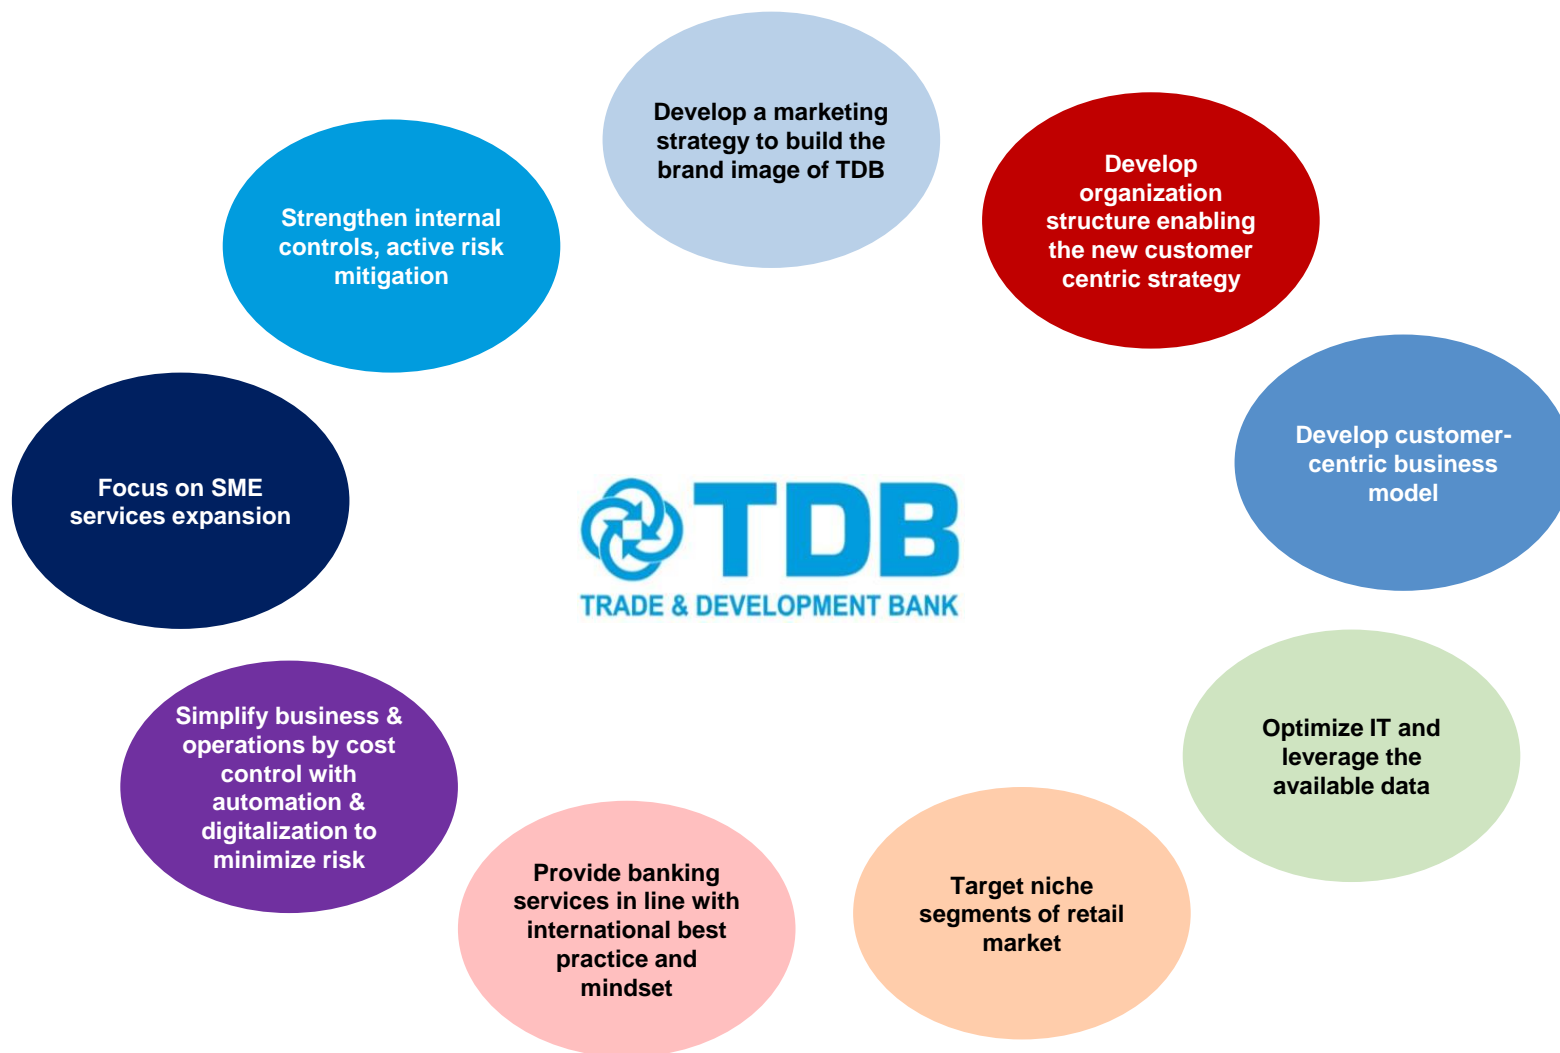 Develop a marketing
strategy to build the
brand image of TDB
Develop
organization
structure enabling
the new customer
centric strategy
Strengthen internal
controls, active risk
mitigation
Develop customer-
centric business
model
Focus on SME
services expansion
TDB
TRADE & DEVELOPMENT BANK
Optimize IT and
leverage the
available data
Simplify business &
operations by cost
control with
automation &
digitalization to
minimize risk
Provide banking
services in line with
international best
practice and
mindset
Target niche
segments of retail
market